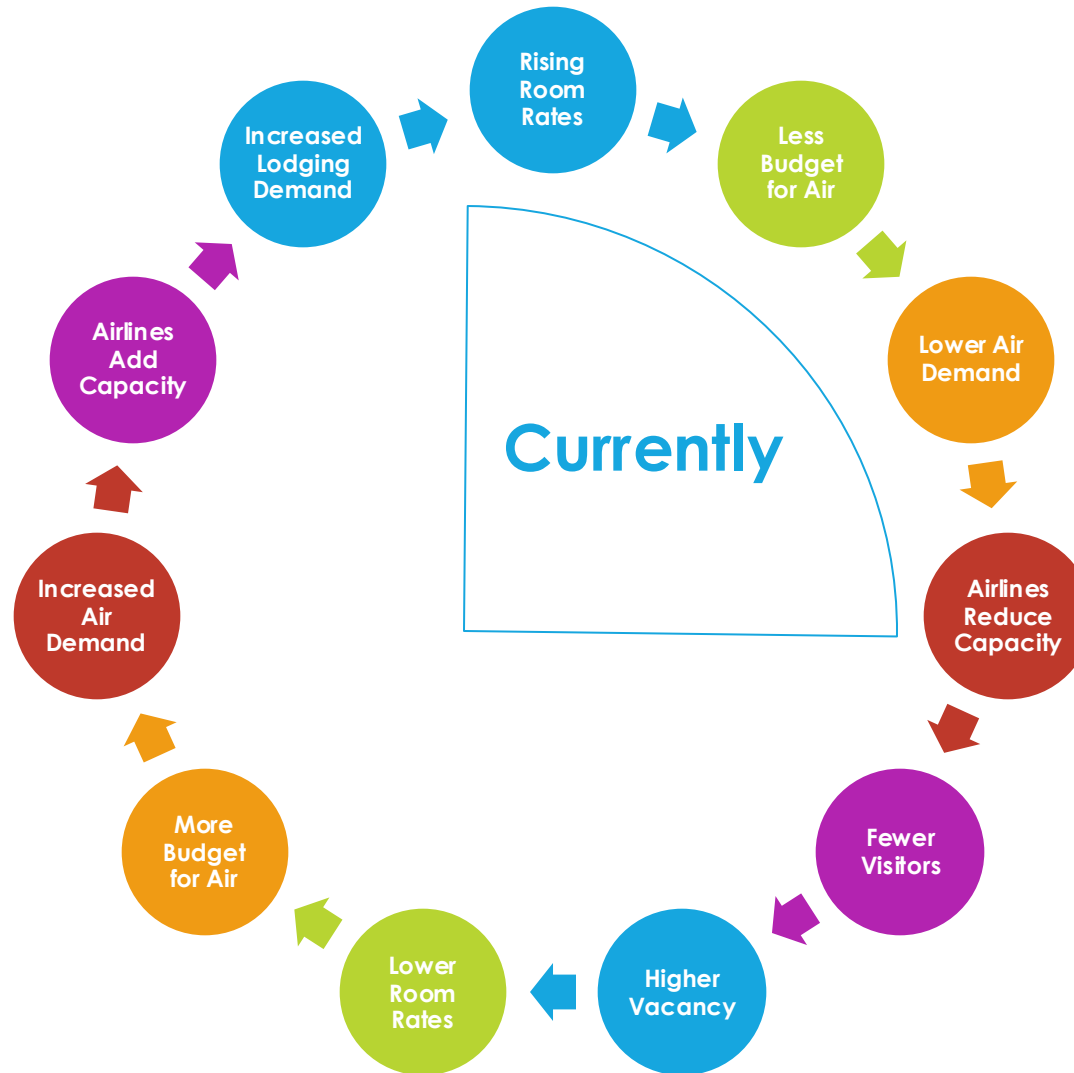 Rising
Room
Rates
Less
Budget
for Air
Lower Air
Demand
Airlines
Reduce
Capacity
Fewer
Visitors
Higher
Vacancy
Lower
Room
Rates
More
Budget
for Air
Increased
Air
Demand
Airlines
Add
Capacity
Increased
Lodging
Demand
Currently